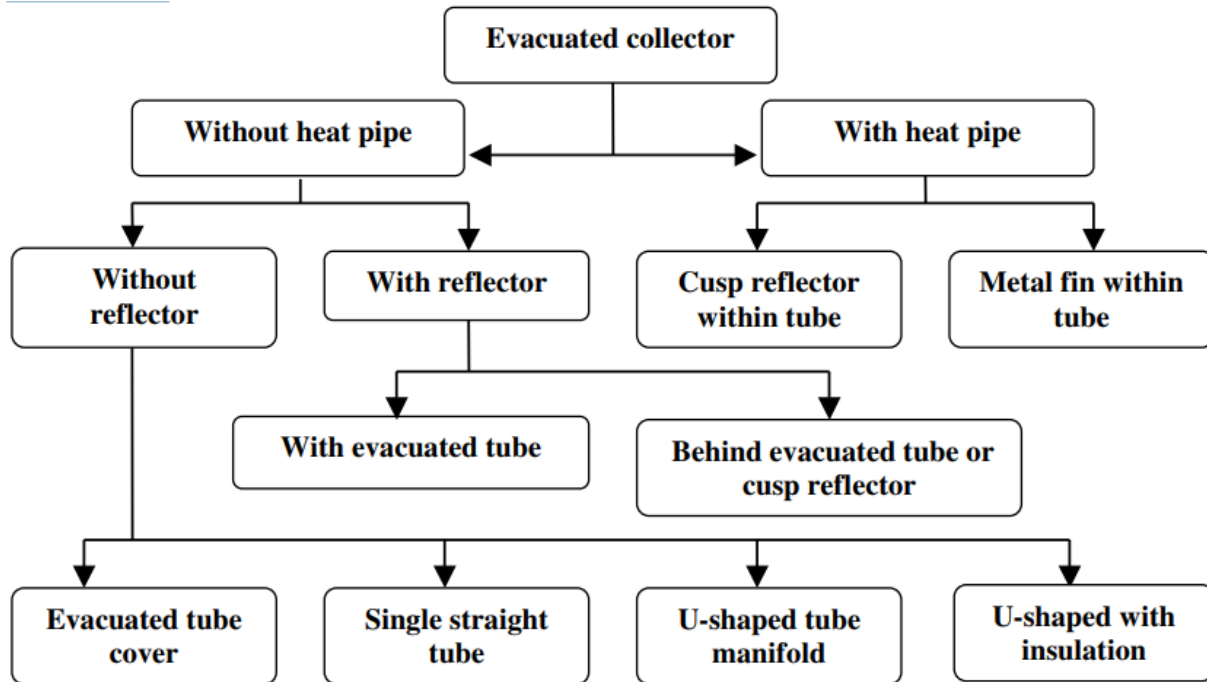 Evacuated collector
Without heat pipe
With heat pipe
Without
reflector
With reflector
Cusp reflector
within tube
Metal fin within
tube
With evacuated tube
Behind evacuated tube or
cusp reflector
Evacuated tube
cover
Single straight
tube
U-shaped tube
manifold
U-shaped with
insulation